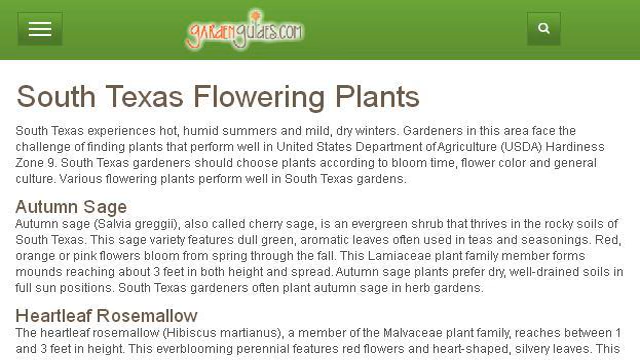 gardenguides.com
South Texas Flowering Plants
South Texas experiences hot, humid summers and mild, dry winters. Gardeners in this area face the
challenge of finding plants that perform well in United States Department of Agriculture (USDA) Hardiness
Zone 9. South Texas gardeners should choose plants according to bloom time, flower color and general
culture. Various flowering plants perform well in South Texas gardens.
Autumn Sage
Autumn sage (Salvia greggii), also called cherry sage, is an evergreen shrub that thrives in the rocky soils of
South Texas. This sage variety features dull green, aromatic leaves often used in teas and seasonings. Red,
orange or pink flowers bloom from spring through the fall. This Lamiaceae plant family member forms
mounds reaching about 3 feet in both height and spread. Autumn sage plants prefer dry, well-drained soils in
full sun positions. South Texas gardeners often plant autumn sage in herb gardens.
Heartleaf Rosemallow
The heartleaf rosemallow (Hibiscus martianus), a member of the Malvaceae plant family, reaches between 1
and 3 feet in height. This everblooming perennial features red flowers and heart-shaped, silvery leaves. This